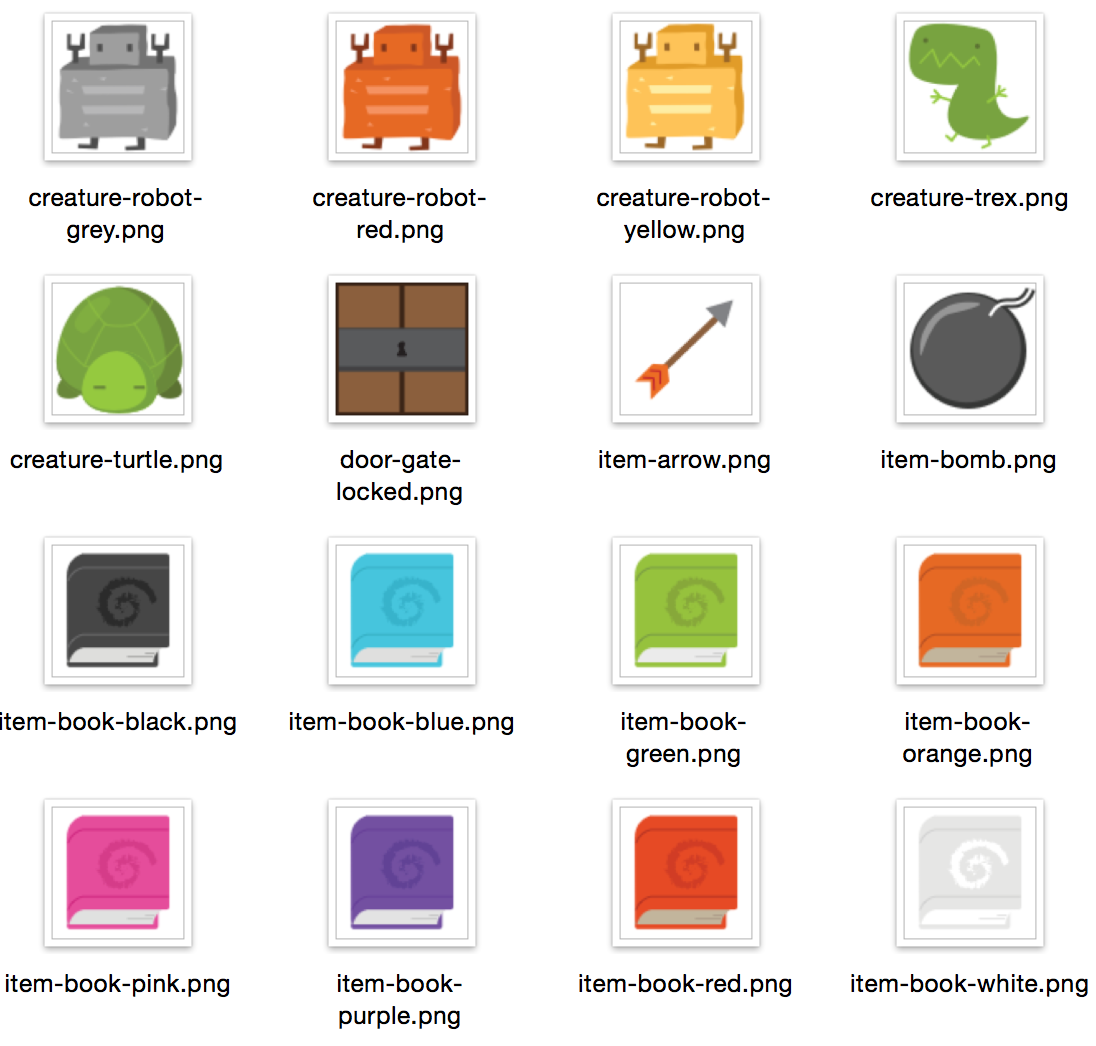 creature-robot-
grey.png
creature-robot-
red.png
creature-robot-
yellow.png
creature-trex.png
creature-turtle.png
door-gate-
locked.png
item-arrow.png
item-bomb.png
item-book-black.png
item-book-blue.png
item-book-
green.png
item-book-
orange.png
item-book-pink.png
item-book-
purple.png
item-book-red.png
item-book-white.png